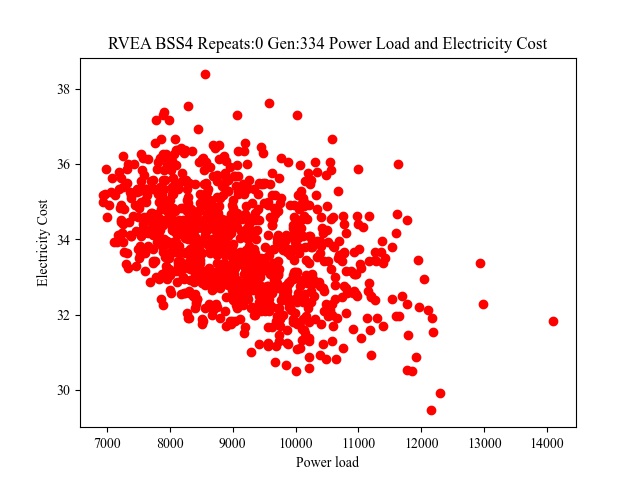 RVEA BSS4 Repeats:0 Gen:334 Power Load and Electricity Cost
38
36
34
32
30
Electricity Cost
7000 8000 9000 10000 11000 12000 13000 14000
Power load